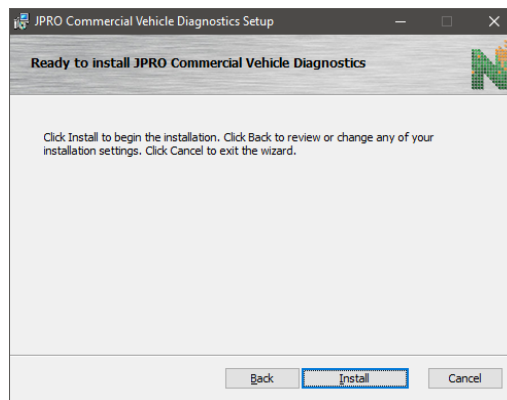 JPRO Commercial Vehicle Diagnostics Setup
Ready to install JPRO Commercial Vehicle Diagnostics
Click Install to begin the installation. Click Back to review or change any of your
installation settings. Click Cancel to exit the wizard.
Back Install Cancel